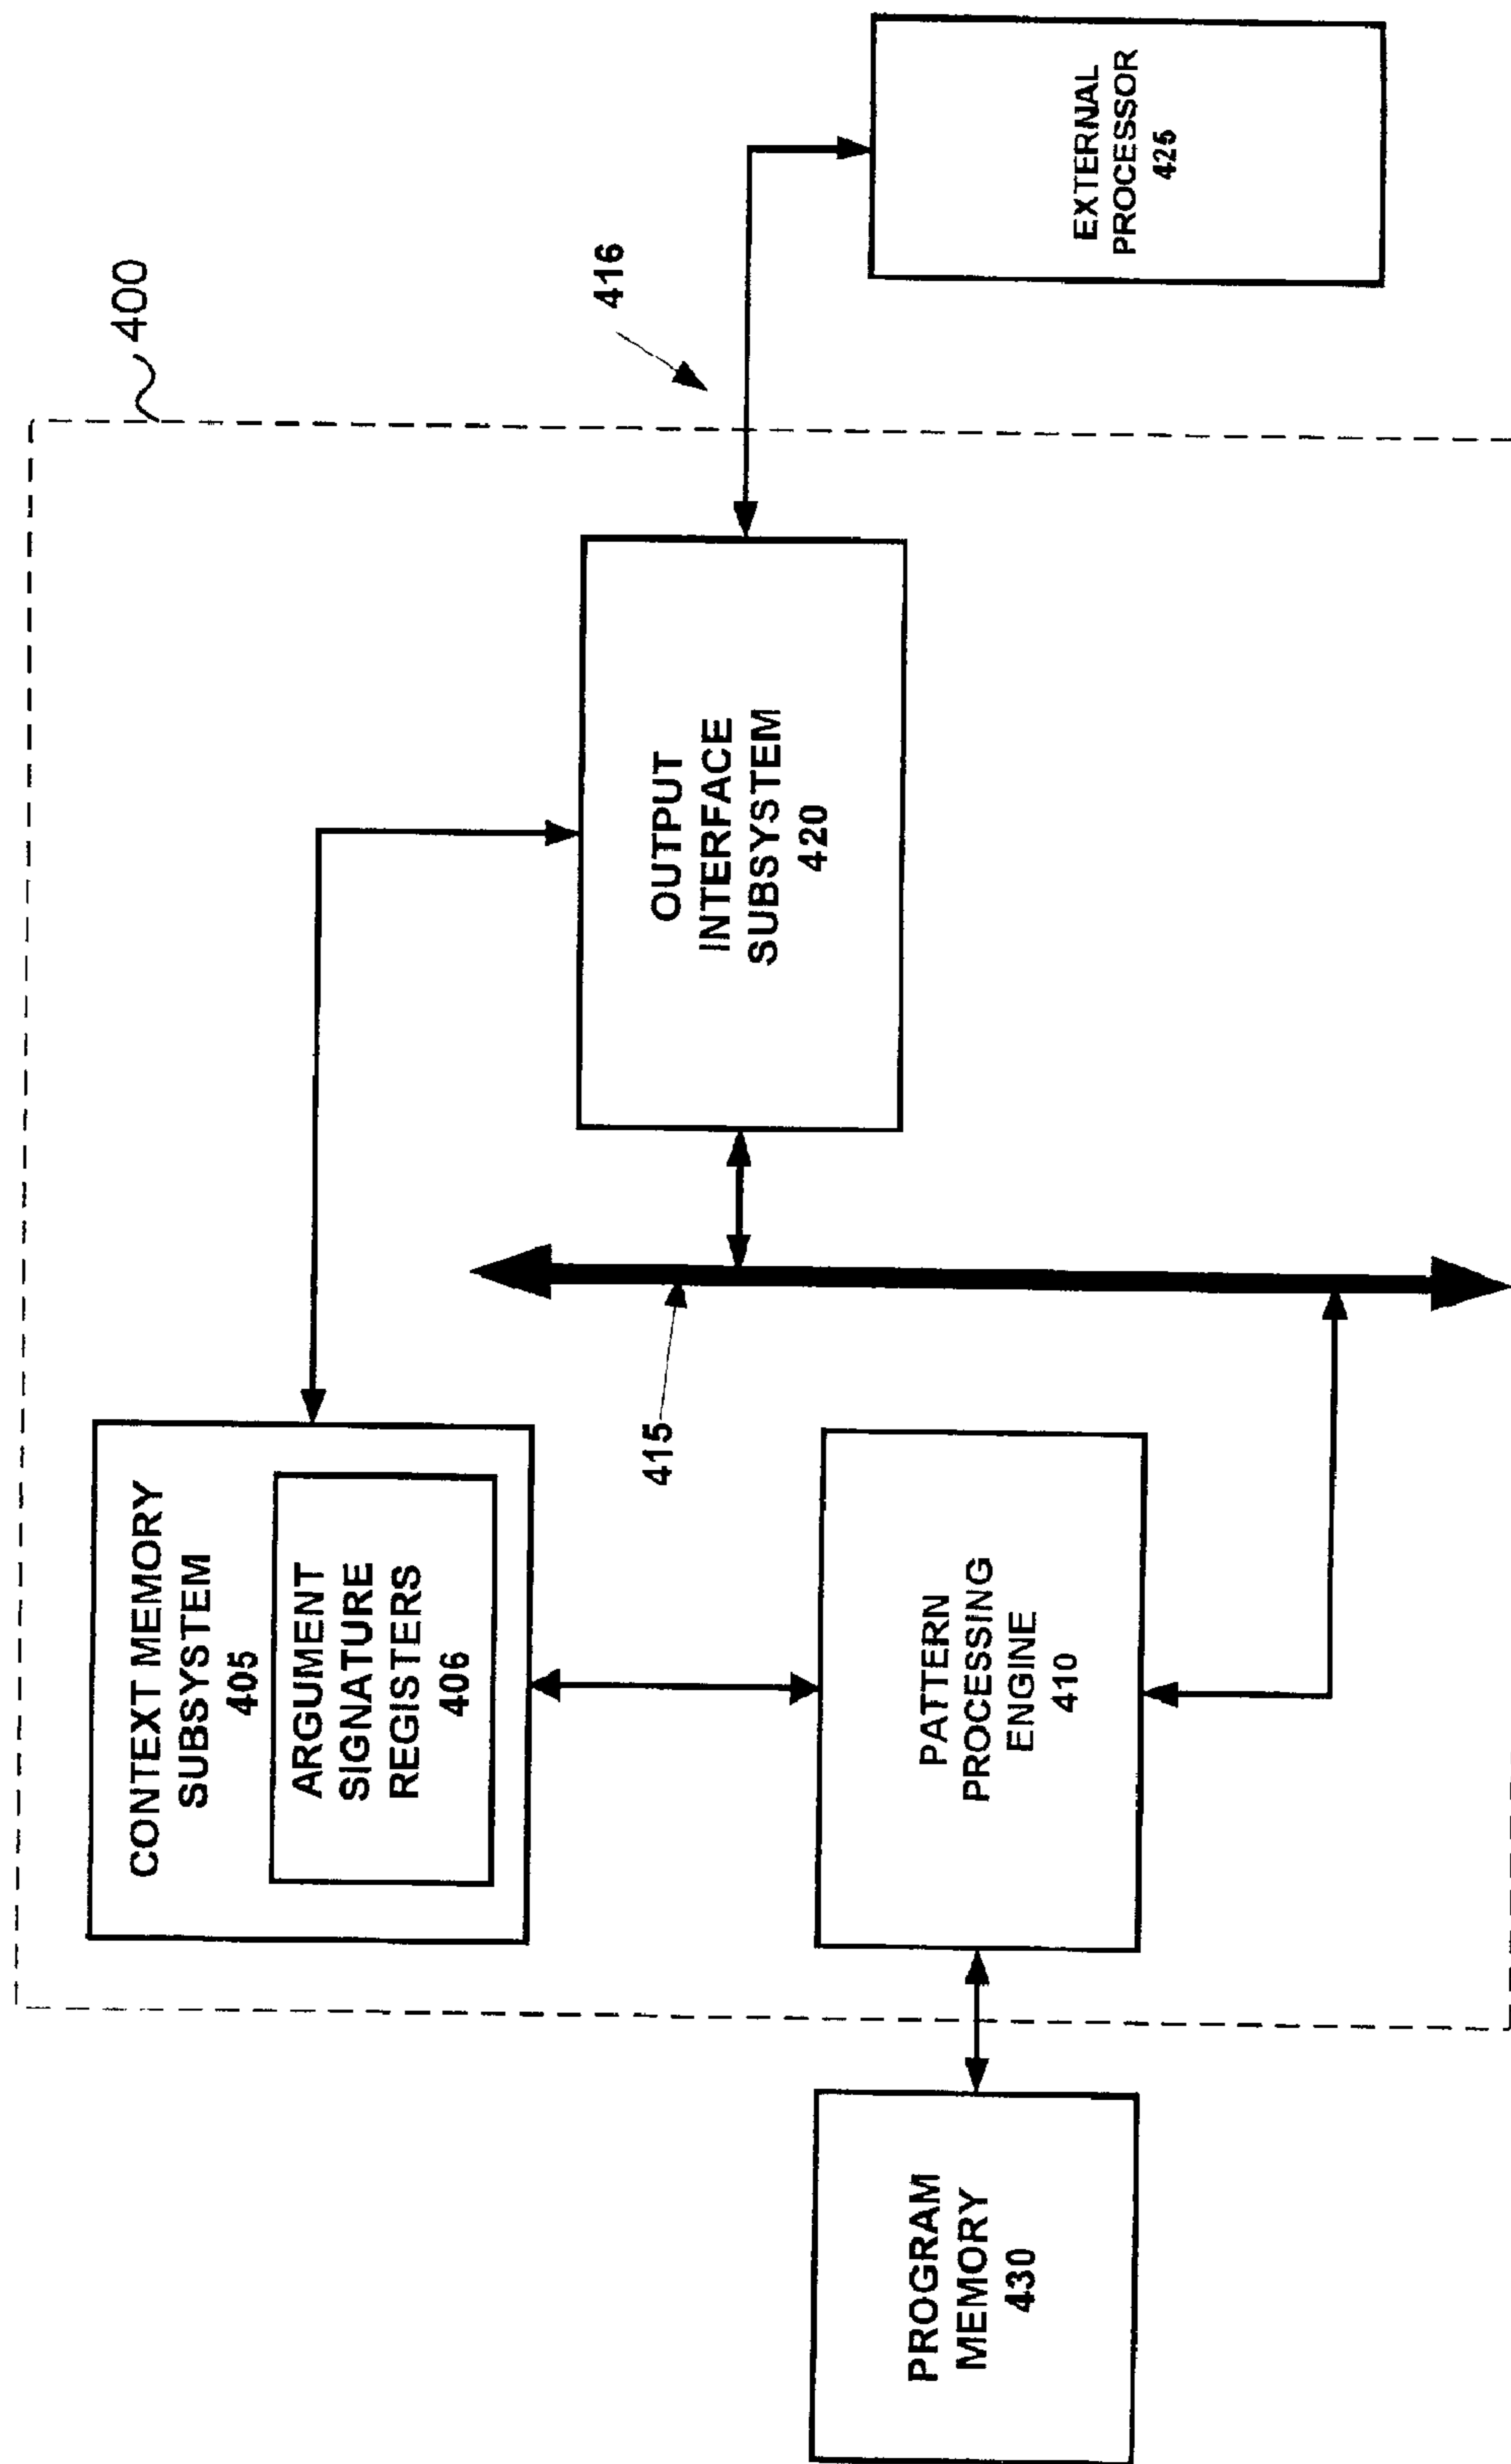 400
CONTEXT MEMORY
SUBSYSTEM
405
ARGUMENT
SIGNATURE
REGISTERS
406
OUTPUT
INTERFACE
SUBSYSTEM
420
416
EXTERNAL
PROCESSOR
425
415
PATTERN
PROCESSING
ENGINE
410
PROGRAM
MEMORY
430